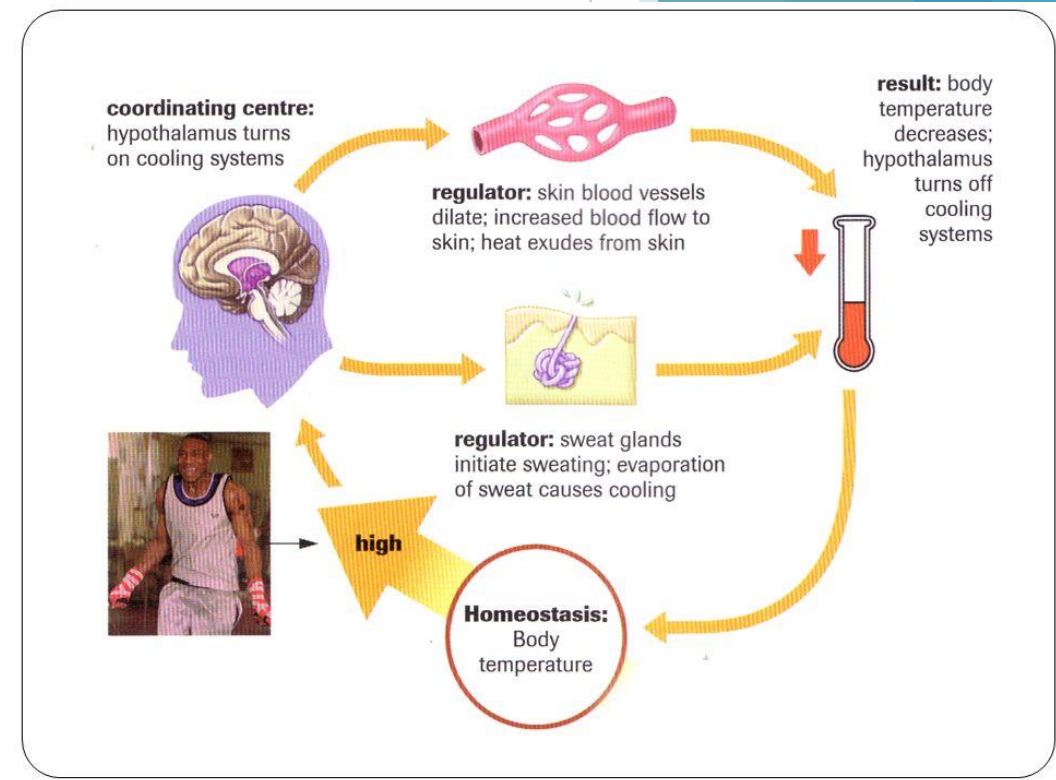 coordinating centre:
hypothalamus turns
on cooling systems
regulator: skin blood vessels
dilate; increased blood flow to
skin; heat exudes from skin
result: body
temperature
decreases;
hypothalamus
turns off
cooling
systems
regulator: sweat glands
initiate sweating; evaporation
of sweat causes cooling
high
Homeostasis:
Body
temperature